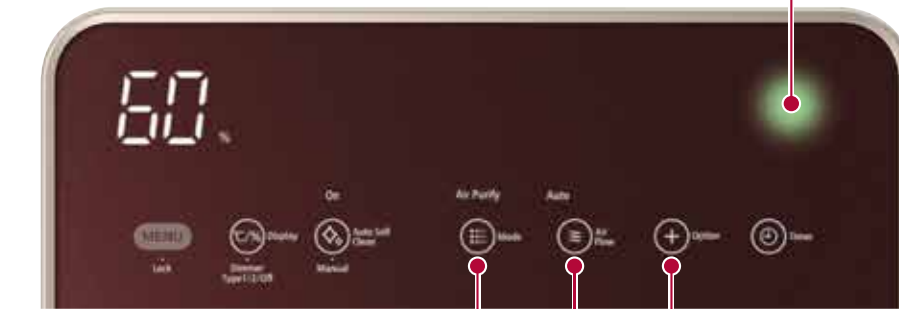 60 %
On
Air Purify
Auto
MENU
°C/% Display
Auto Self
Clean
Mode
Air
Flow
Option
Timer
Lock
Dimmer
Type1/2/Off
Manual